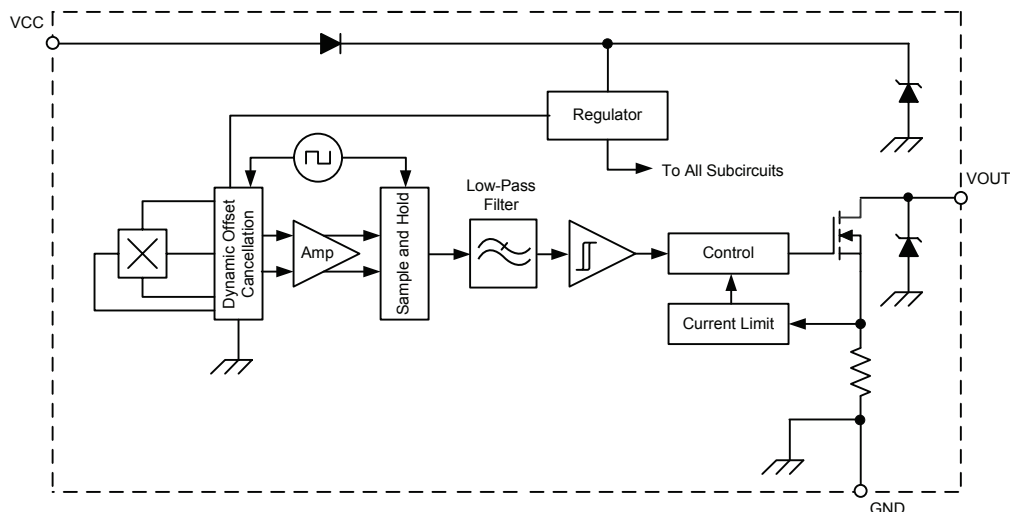 VCC
Regulator
To All Subcircuits
VOUT
Low-Pass
Filter
Dynamic Offset
Cancellation
Amp
Sample and Hold
Control
Current Limit
GND